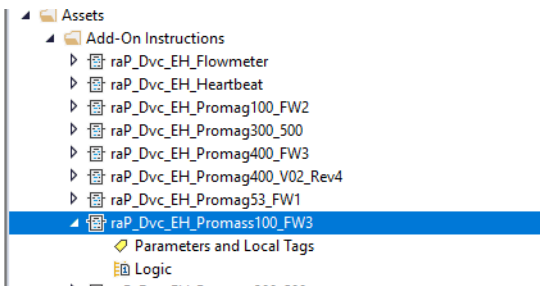 Assets
Add-On Instructions
raP_Dvc_EH_Flowmeter
raP_Dvc_EH_Heartbeat
raP_Dvc_EH_Promag100_FW2
raP_Dvc_EH_Promag300_500
raP_Dvc_EH_Promag400_FW3
raP_Dvc_EH_Promag400_V02_Rev4
raP_Dvc_EH_Promag53_FW1
raP_Dvc_EH_Promass100_FW3
Parameters and Local Tags
Logic